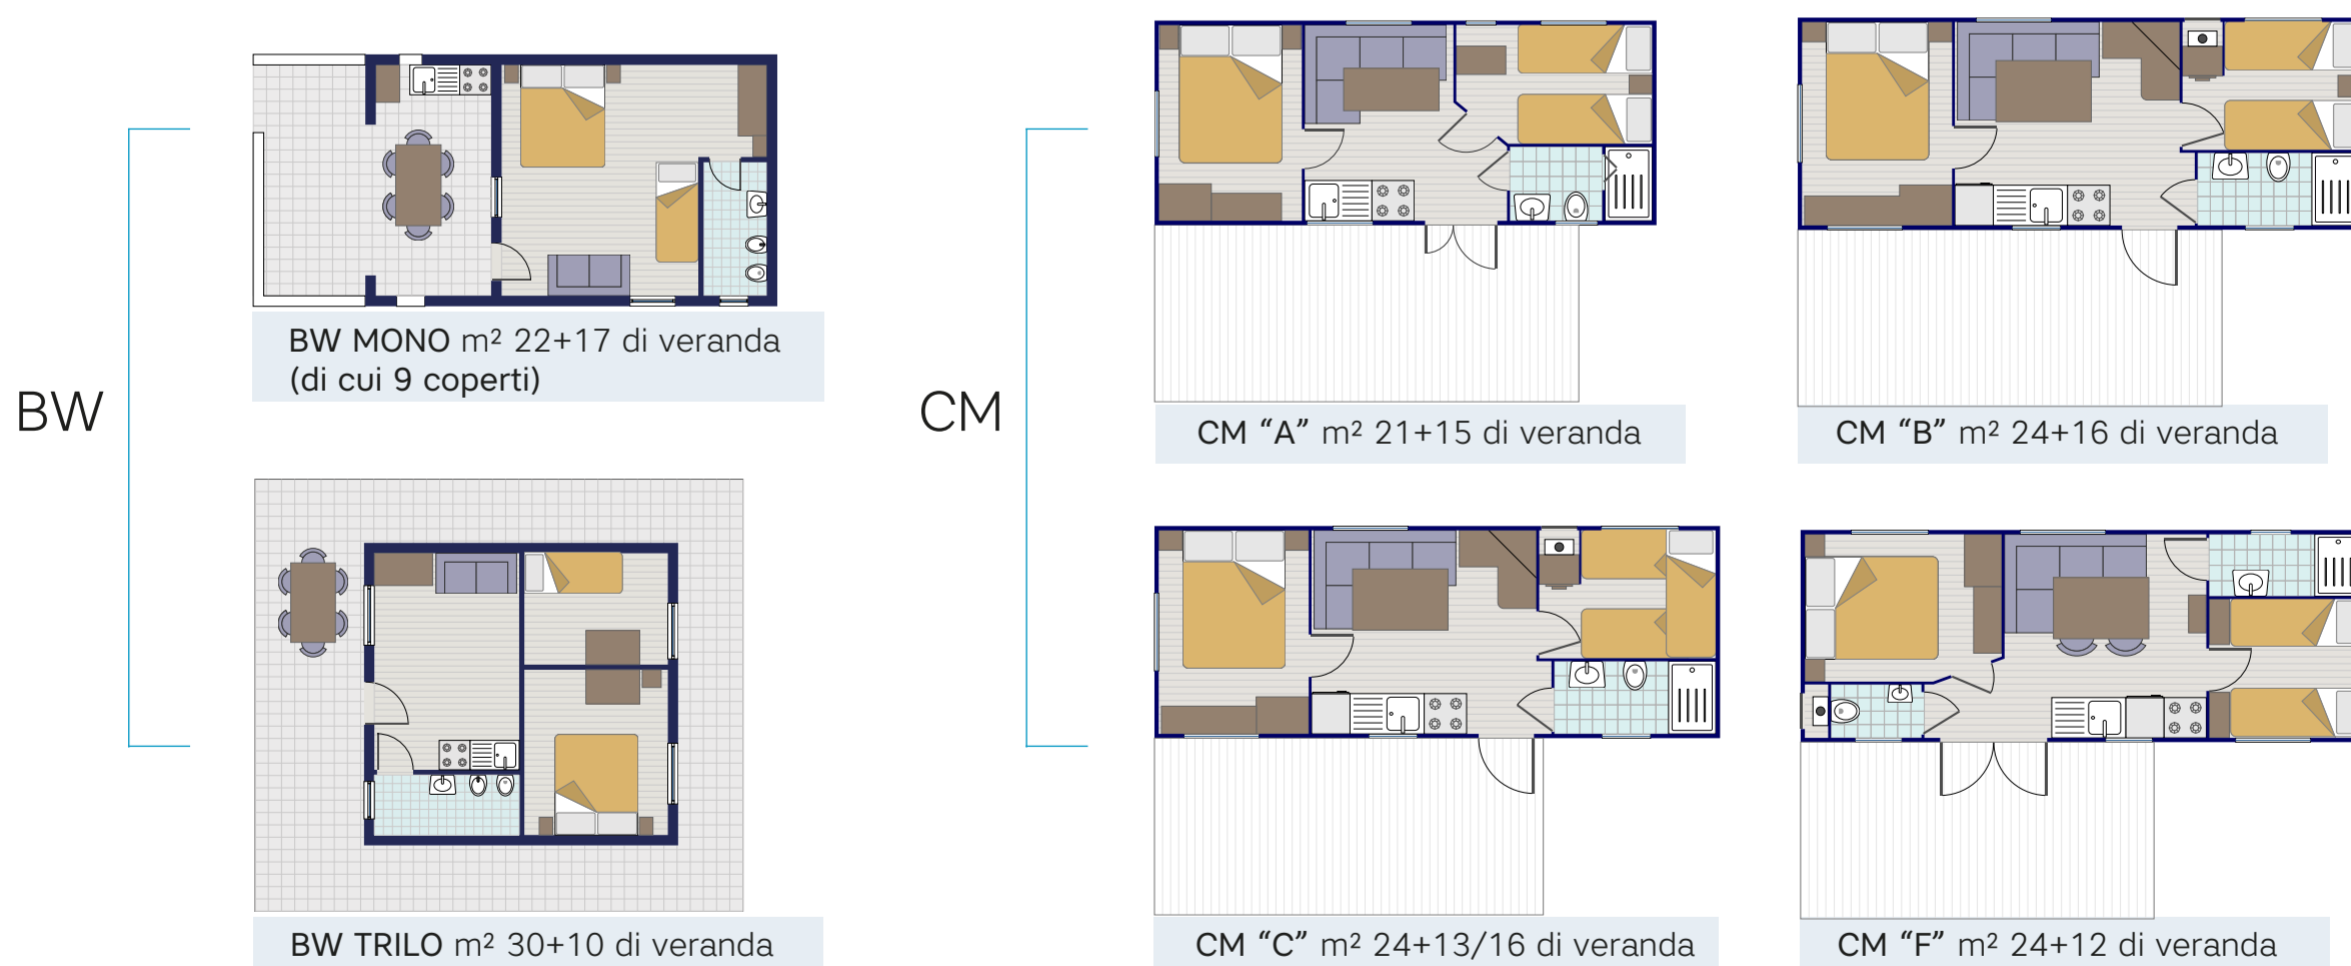 BW
BW MONO m² 22+17 di veranda
(di cui 9 coperti)
BW TRILO m² 30+10 di veranda
CM
CM “A” m² 21+15 di veranda
CM “B” m² 24+16 di veranda
CM “C” m² 24+13/16 di veranda
CM “F” m² 24+12 di veranda